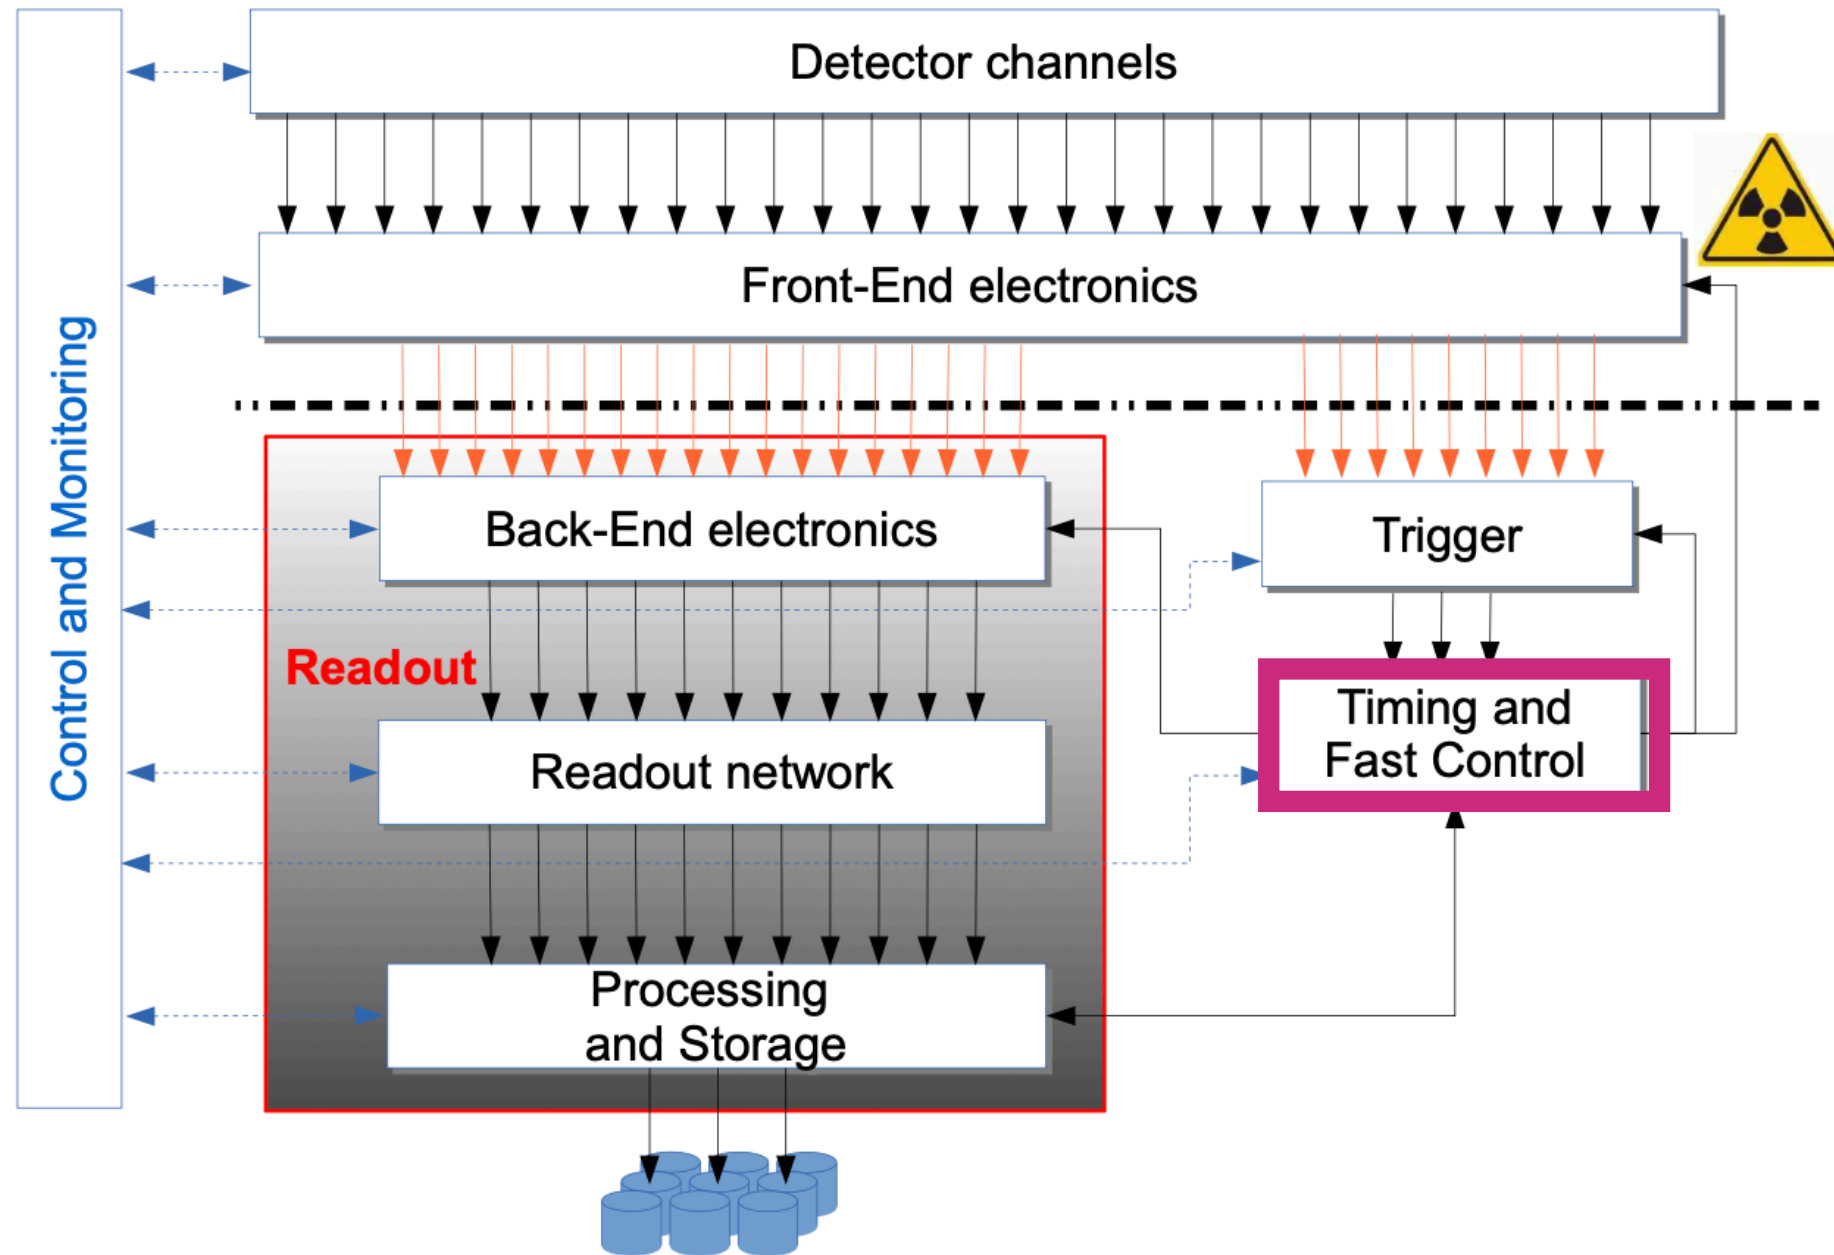 Detector channels
Front-End electronics
Control and Monitoring
Back-End electronics
Trigger
Readout
Timing and
Fast Control
Readout network
Processing
and Storage